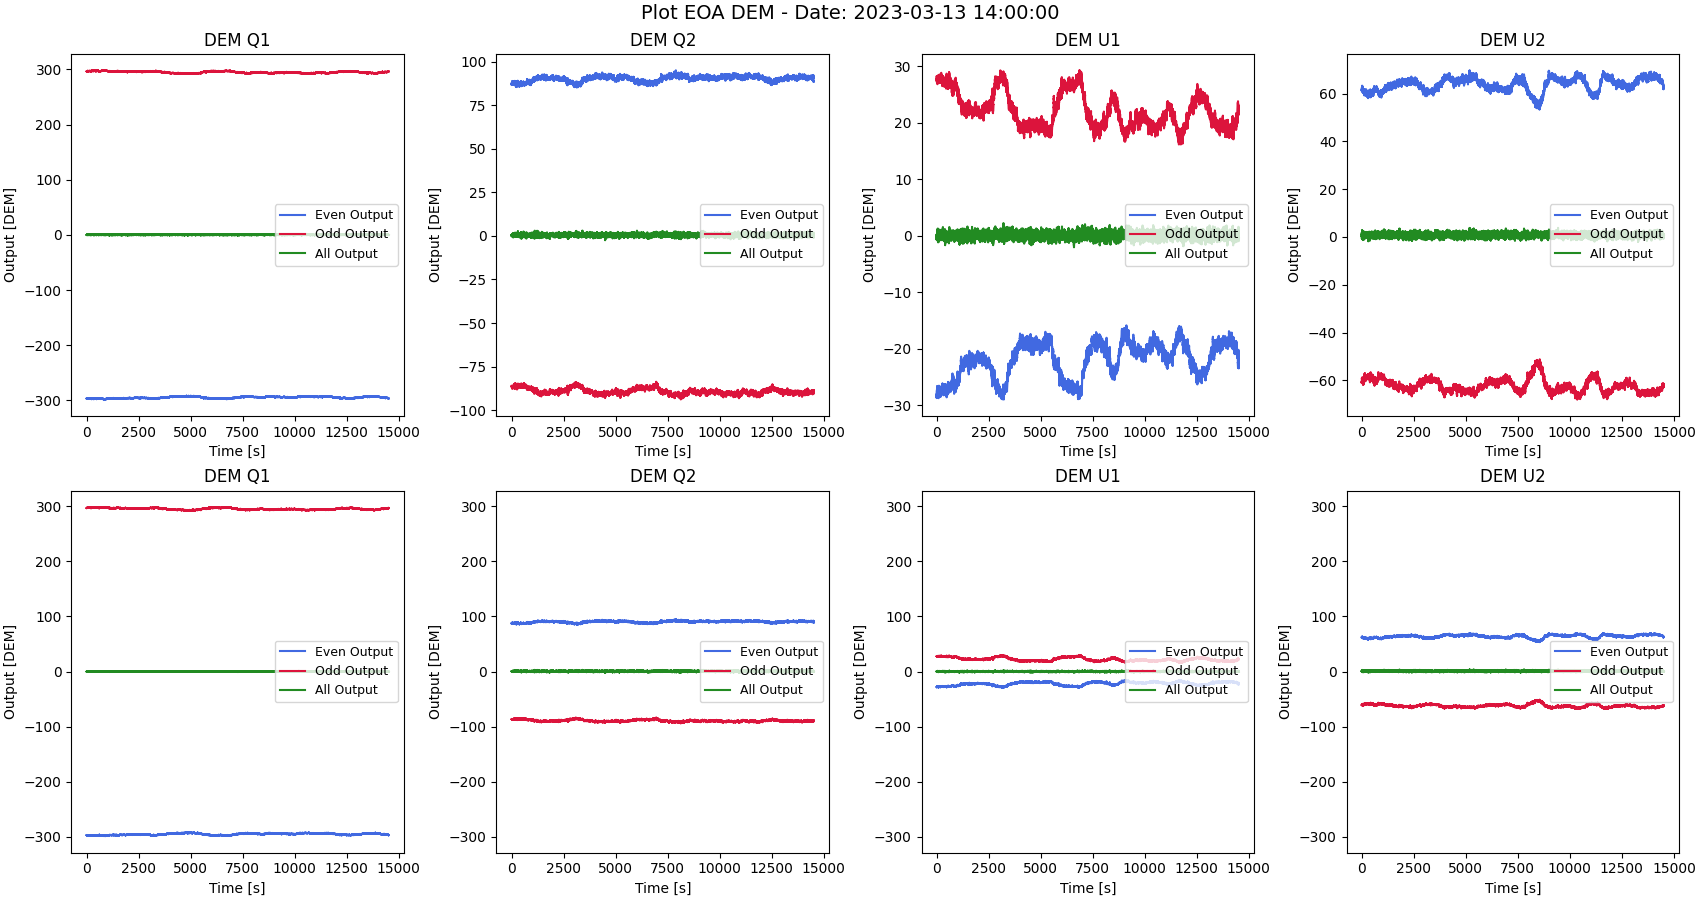 Plot EOA DEM - Date: 2023-03-13 14:00:00
DEM Q1
Output [DEM]
300
200
100
0
−100
−200
−300
0 2500 5000 7500 10000 12500 15000
Time [s]
Even Output
Odd Output
All Output
DEM Q2
Output [DEM]
100
75
50
25
0
−25
−50
−75
−100
0 2500 5000 7500 10000 12500 15000
Time [s]
Even Output
Odd Output
All Output
DEM U1
Output [DEM]
30
20
10
0
−10
−20
−30
0 2500 5000 7500 10000 12500 15000
Time [s]
Even Output
Odd Output
All Output
DEM U2
Output [DEM]
60
40
20
0
−20
−40
−60
0 2500 5000 7500 10000 12500 15000
Time [s]
Even Output
Odd Output
All Output
DEM Q1
Output [DEM]
300
200
100
0
−100
−200
−300
0 2500 5000 7500 10000 12500 15000
Time [s]
Even Output
Odd Output
All Output
DEM Q2
Output [DEM]
300
200
100
0
−100
−200
−300
0 2500 5000 7500 10000 12500 15000
Time [s]
Even Output
Odd Output
All Output
DEM U1
Output [DEM]
300
200
100
0
−100
−200
−300
0 2500 5000 7500 10000 12500 15000
Time [s]
Even Output
Odd Output
All Output
DEM U2
Output [DEM]
300
200
100
0
−100
−200
−300
0 2500 5000 7500 10000 12500 15000
Time [s]
Even Output
Odd Output
All Output